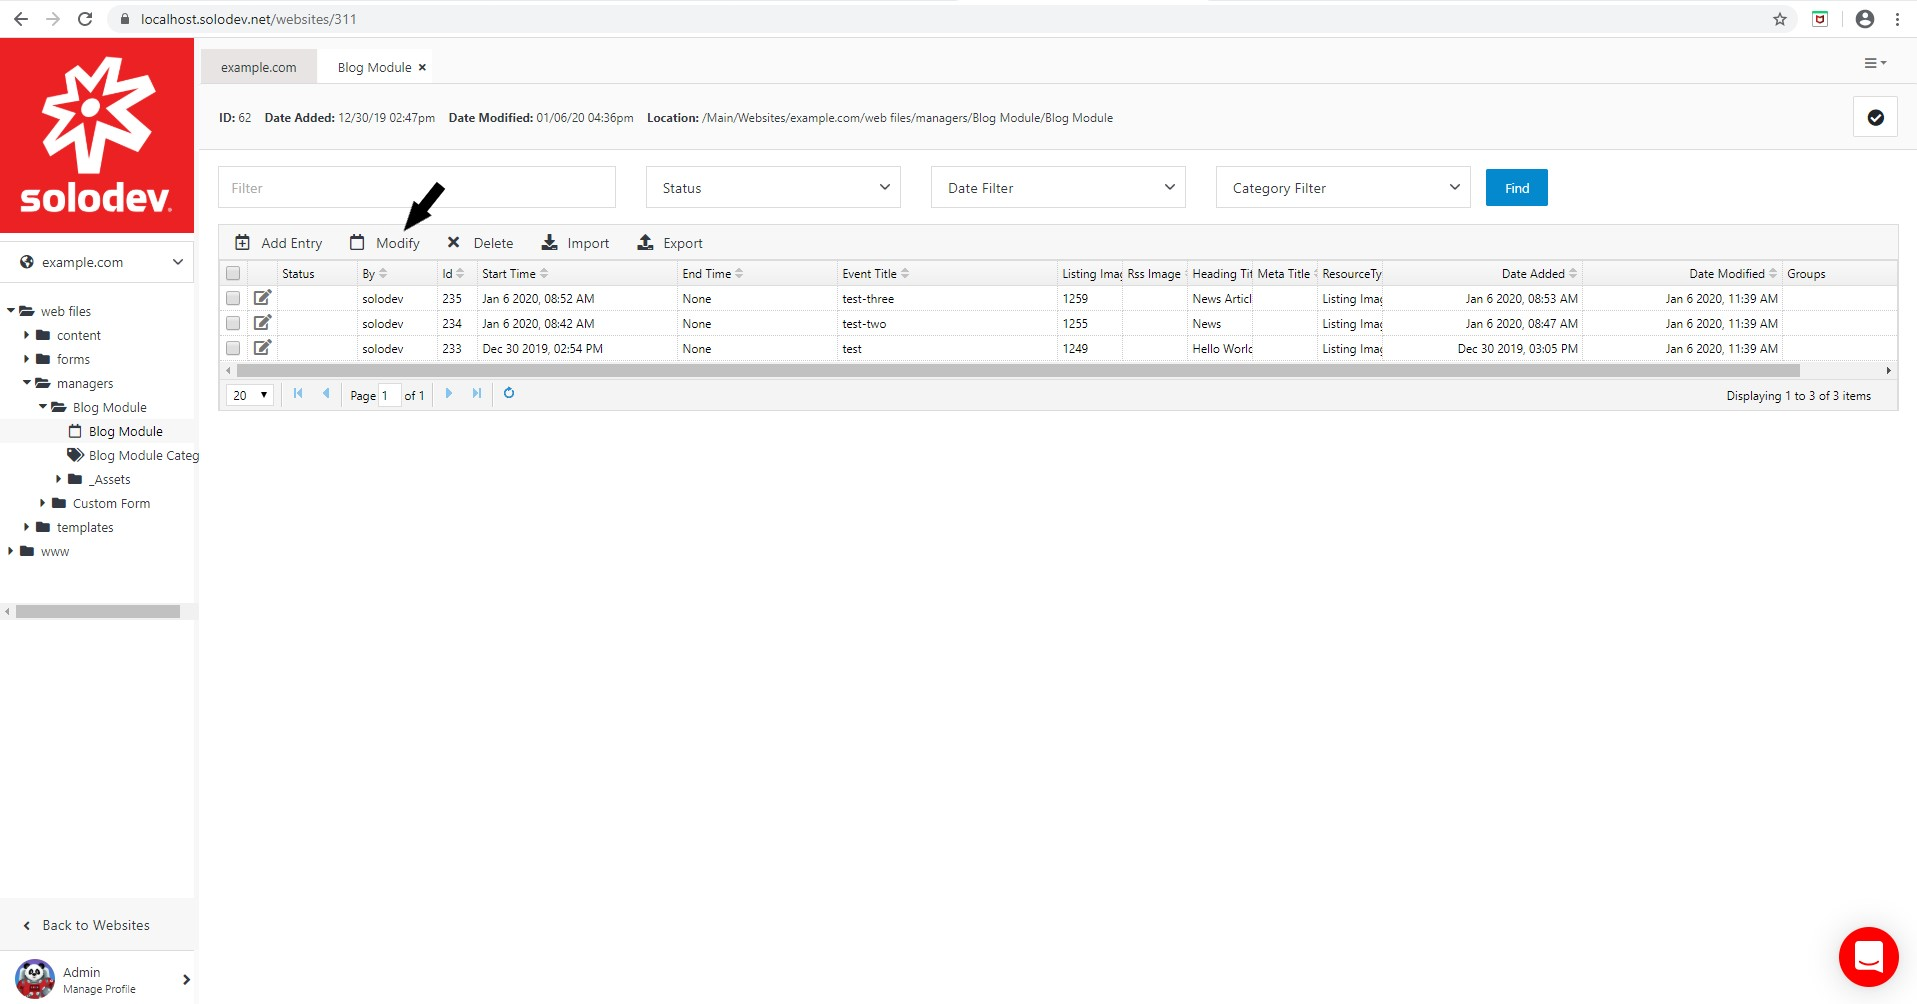 localhost.solodev.net/websites/311
example.com
Blog Module ×
ID: 62 Date Added: 12/30/19 02:47pm Date Modified: 01/06/20 04:36pm Location: /Main/Websites/example.com/web files/managers/Blog Module/Blog Module
solodev.
Filter
Status
Date Filter
Category Filter
Find
Add Entry
Modify
Delete
Import
Export
Status By Id Start Time End Time Event Title Listing Imag Rss Image Heading Tit Meta Title ResourceTy Date Added Date Modified Groups
solodev 235 Jan 6 2020, 08:52 AM None test-three 1259 News Articl Listing Imag Jan 6 2020, 08:53 AM Jan 6 2020, 11:39 AM
solodev 234 Jan 6 2020, 08:42 AM None test-two 1255 News Listing Imag Jan 6 2020, 08:47 AM Jan 6 2020, 11:39 AM
solodev 233 Dec 30 2019, 02:54 PM None test 1249 Hello World Listing Imag Dec 30 2019, 03:05 PM Jan 6 2020, 11:39 AM
20 Page 1 of 1
Displaying 1 to 3 of 3 items
example.com
web files
content
forms
managers
Blog Module
Blog Module
Blog Module Categ
_Assets
Custom Form
templates
www
Back to Websites
Admin
Manage Profile